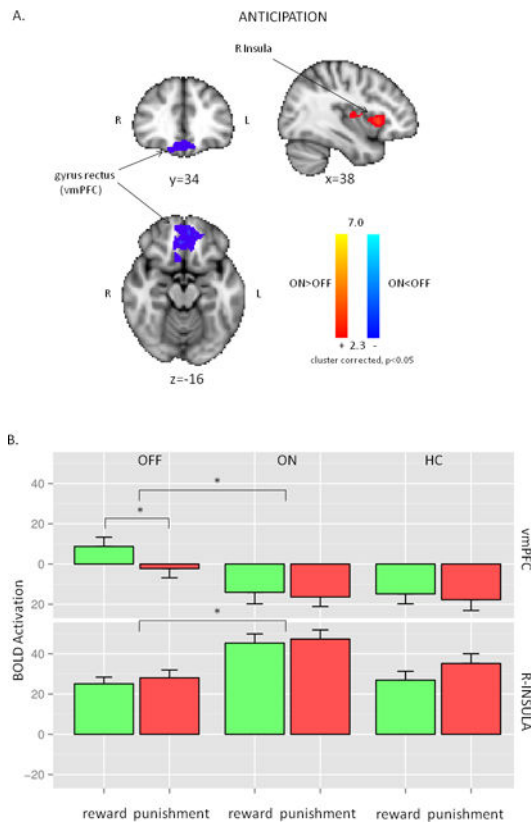 A.
ANTICIPATION
R Insula
R
L
gyrus rectus
(vmPFC)
y=34
x=38
R
L
z=-16
7.0
ON>OFF
ON<OFF
+ 2.3 -
cluster corrected, p<0.05
B.
OFF ON HC
BOLD Activation
40
20
0
20
*
*
vmPFC
40
20
0
-20
*
R-INSULA
reward punishment reward punishment reward punishment